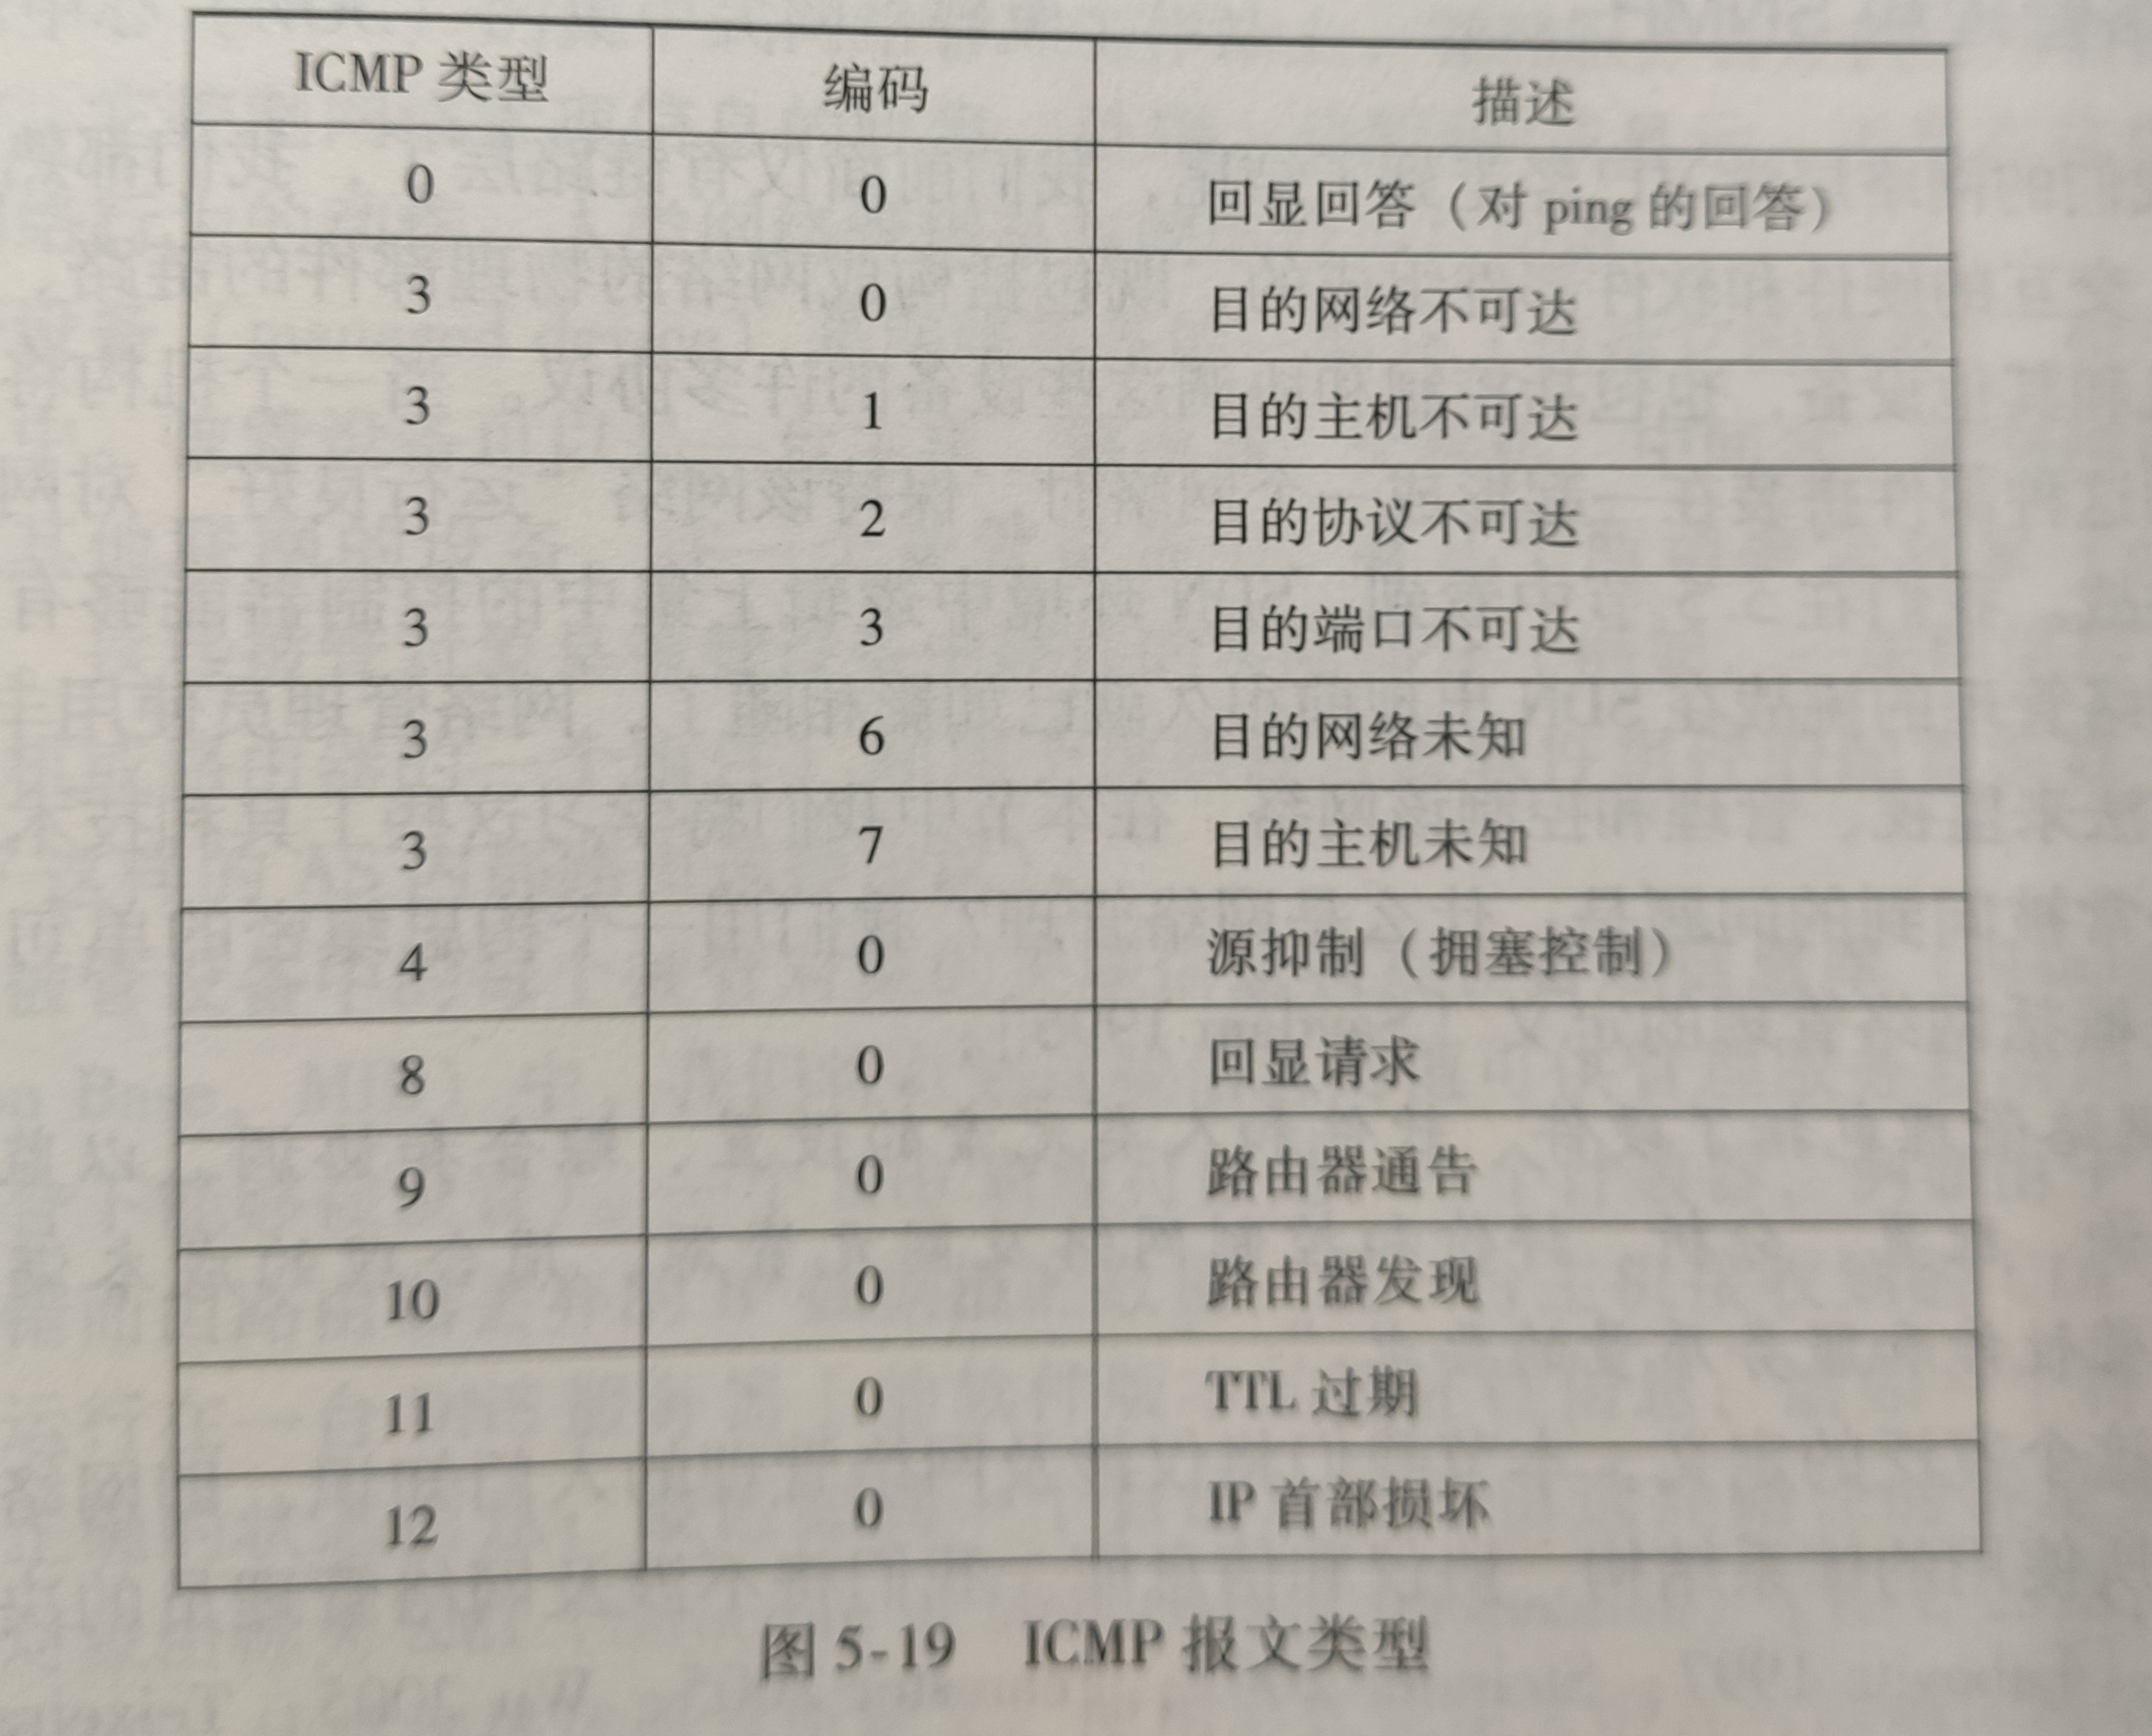 ICMP 类型 编码 描述
0 0 回显回答（对 ping 的回答）
3 0 目的网络不可达
3 1 目的主机不可达
3 2 目的协议不可达
3 3 目的端口不可达
3 6 目的网络未知
3 7 目的主机未知
4 0 源抑制（拥塞控制）
8 0 回显请求
9 0 路由器通告
10 0 路由器发现
11 0 TTL 过期
12 0 IP 首部损坏
图 5-19 ICMP 报文类型